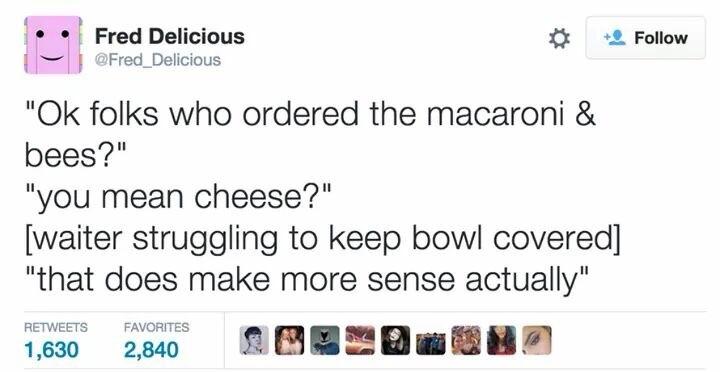 Fred Delicious
@Fred_Delicious
Follow
"Ok folks who ordered the macaroni &
bees?"
"you mean cheese?"
[waiter struggling to keep bowl covered]
"that does make more sense actually"
RETWEETS FAVORITES
1,630 2,840